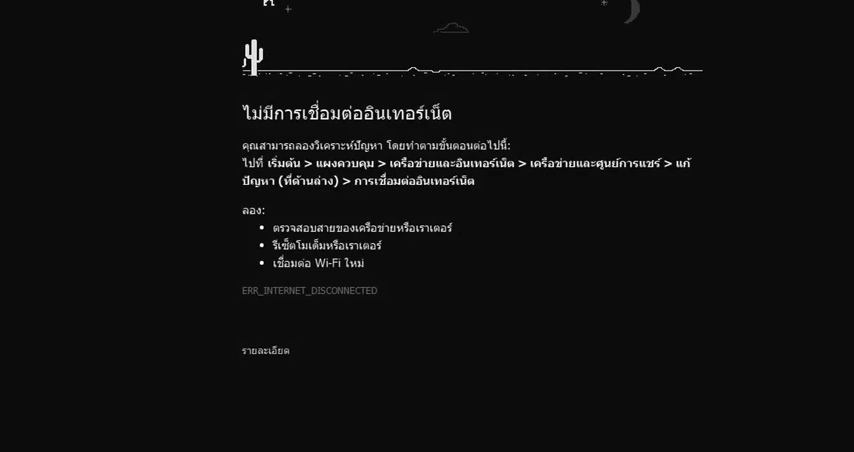 ไม่มีการเชื่อมต่ออินเทอร์เน็ต
คุณสามารถลองวิเคราะห์ปัญหา โดยทำตามขั้นตอนต่อไปนี้:
ไปที่ เริ่มต้น > แผงควบคุม > เครือข่ายและอินเทอร์เน็ต > เครือข่ายและศูนย์การแชร์ > แก้
ปัญหา (ที่ด้านล่าง) > การเชื่อมต่ออินเทอร์เน็ต
ลอง:
• ตรวจสอบสายของเครือข่ายหรือเราเตอร์
• รีเซ็ตโมเด็มหรือเราเตอร์
• เชื่อมต่อ Wi-Fi ใหม่
ERR_INTERNET_DISCONNECTED
รายละเอียด